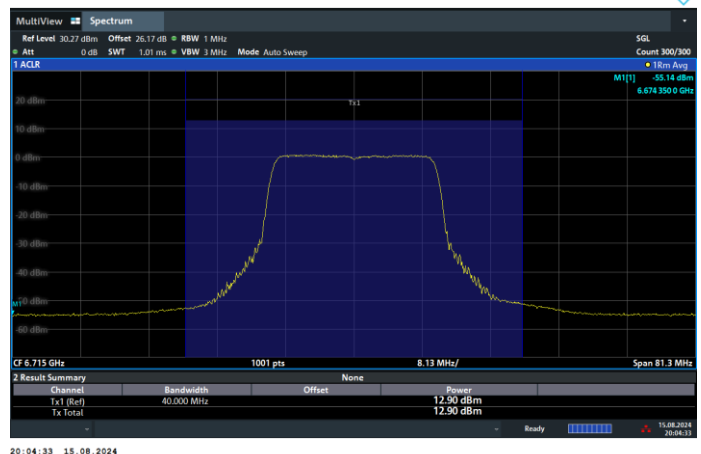 MultiView Spectrum
Ref Level 30.27 dBm Offset 26.17 dB RBW 1 MHz SGL
Att 0 dB SWT 1.01 ms VBW 3 MHz Mode Auto Sweep Count 300/300
1 ACLR 1Rm Avg
M1[1] -55.14 dBm
6.674 350 0 GHz
20 dBm
Tx1
10 dBm
0 dBm
-10 dBm
-20 dBm
-30 dBm
-40 dBm
M1
-50 dBm
-60 dBm
CF 6.715 GHz 1001 pts 8.13 MHz/ Span 81.3 MHz
2 Result Summary None
Channel Bandwidth Offset Power
Tx1 (Ref) 40.000 MHz 12.90 dBm
Tx Total 12.90 dBm
Ready 15.08.2024
20:04:33
20:04:33 15.08.2024